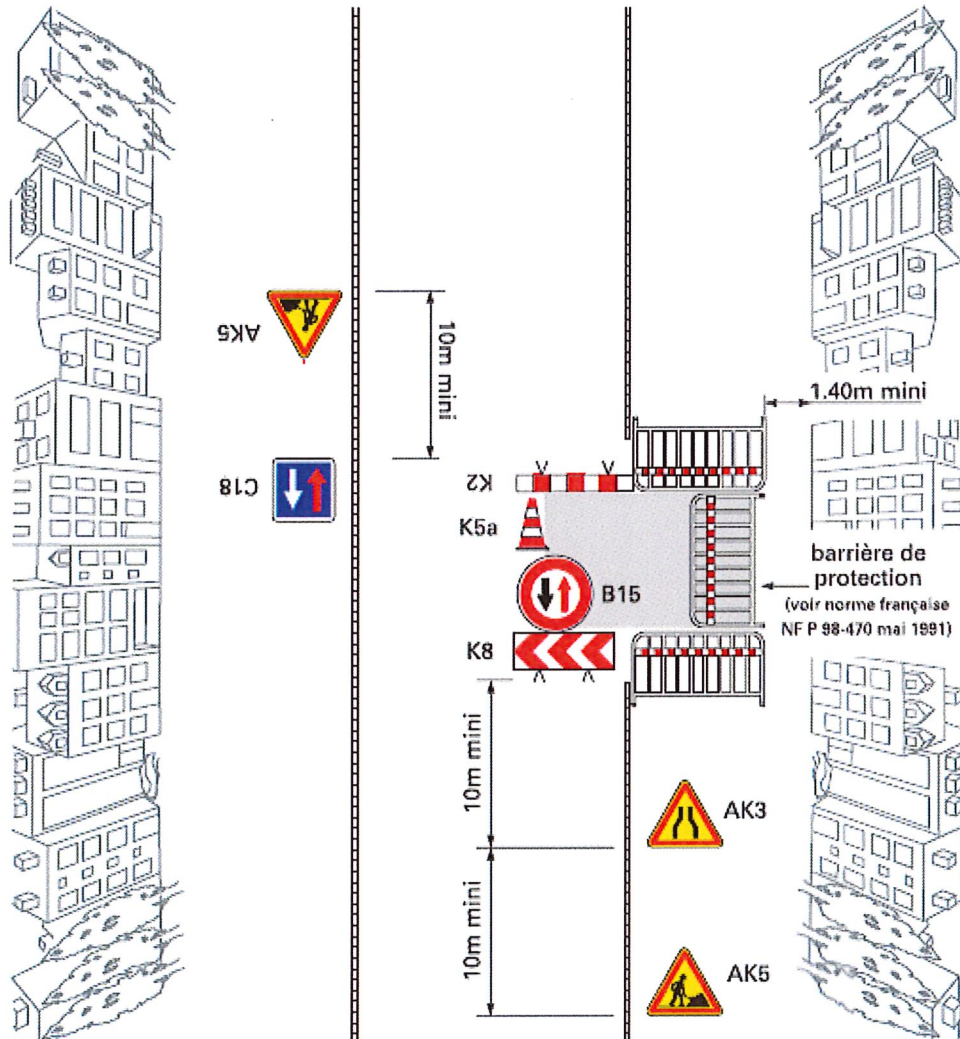 AK5
10m mini
1.40m mini
C18
K2
K5a
B15
barrière de
protection
(voir norme française
NF P 98-470 mai 1991)
K8
10m mini
AK3
10m mini
AK5